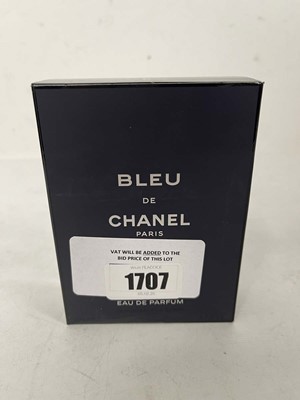 BLEU
DE
CHANEL
PARIS
VAT WILL BE ADDED TO THE
BID PRICE OF THIS LOT
1707
EAU DE PARFUM